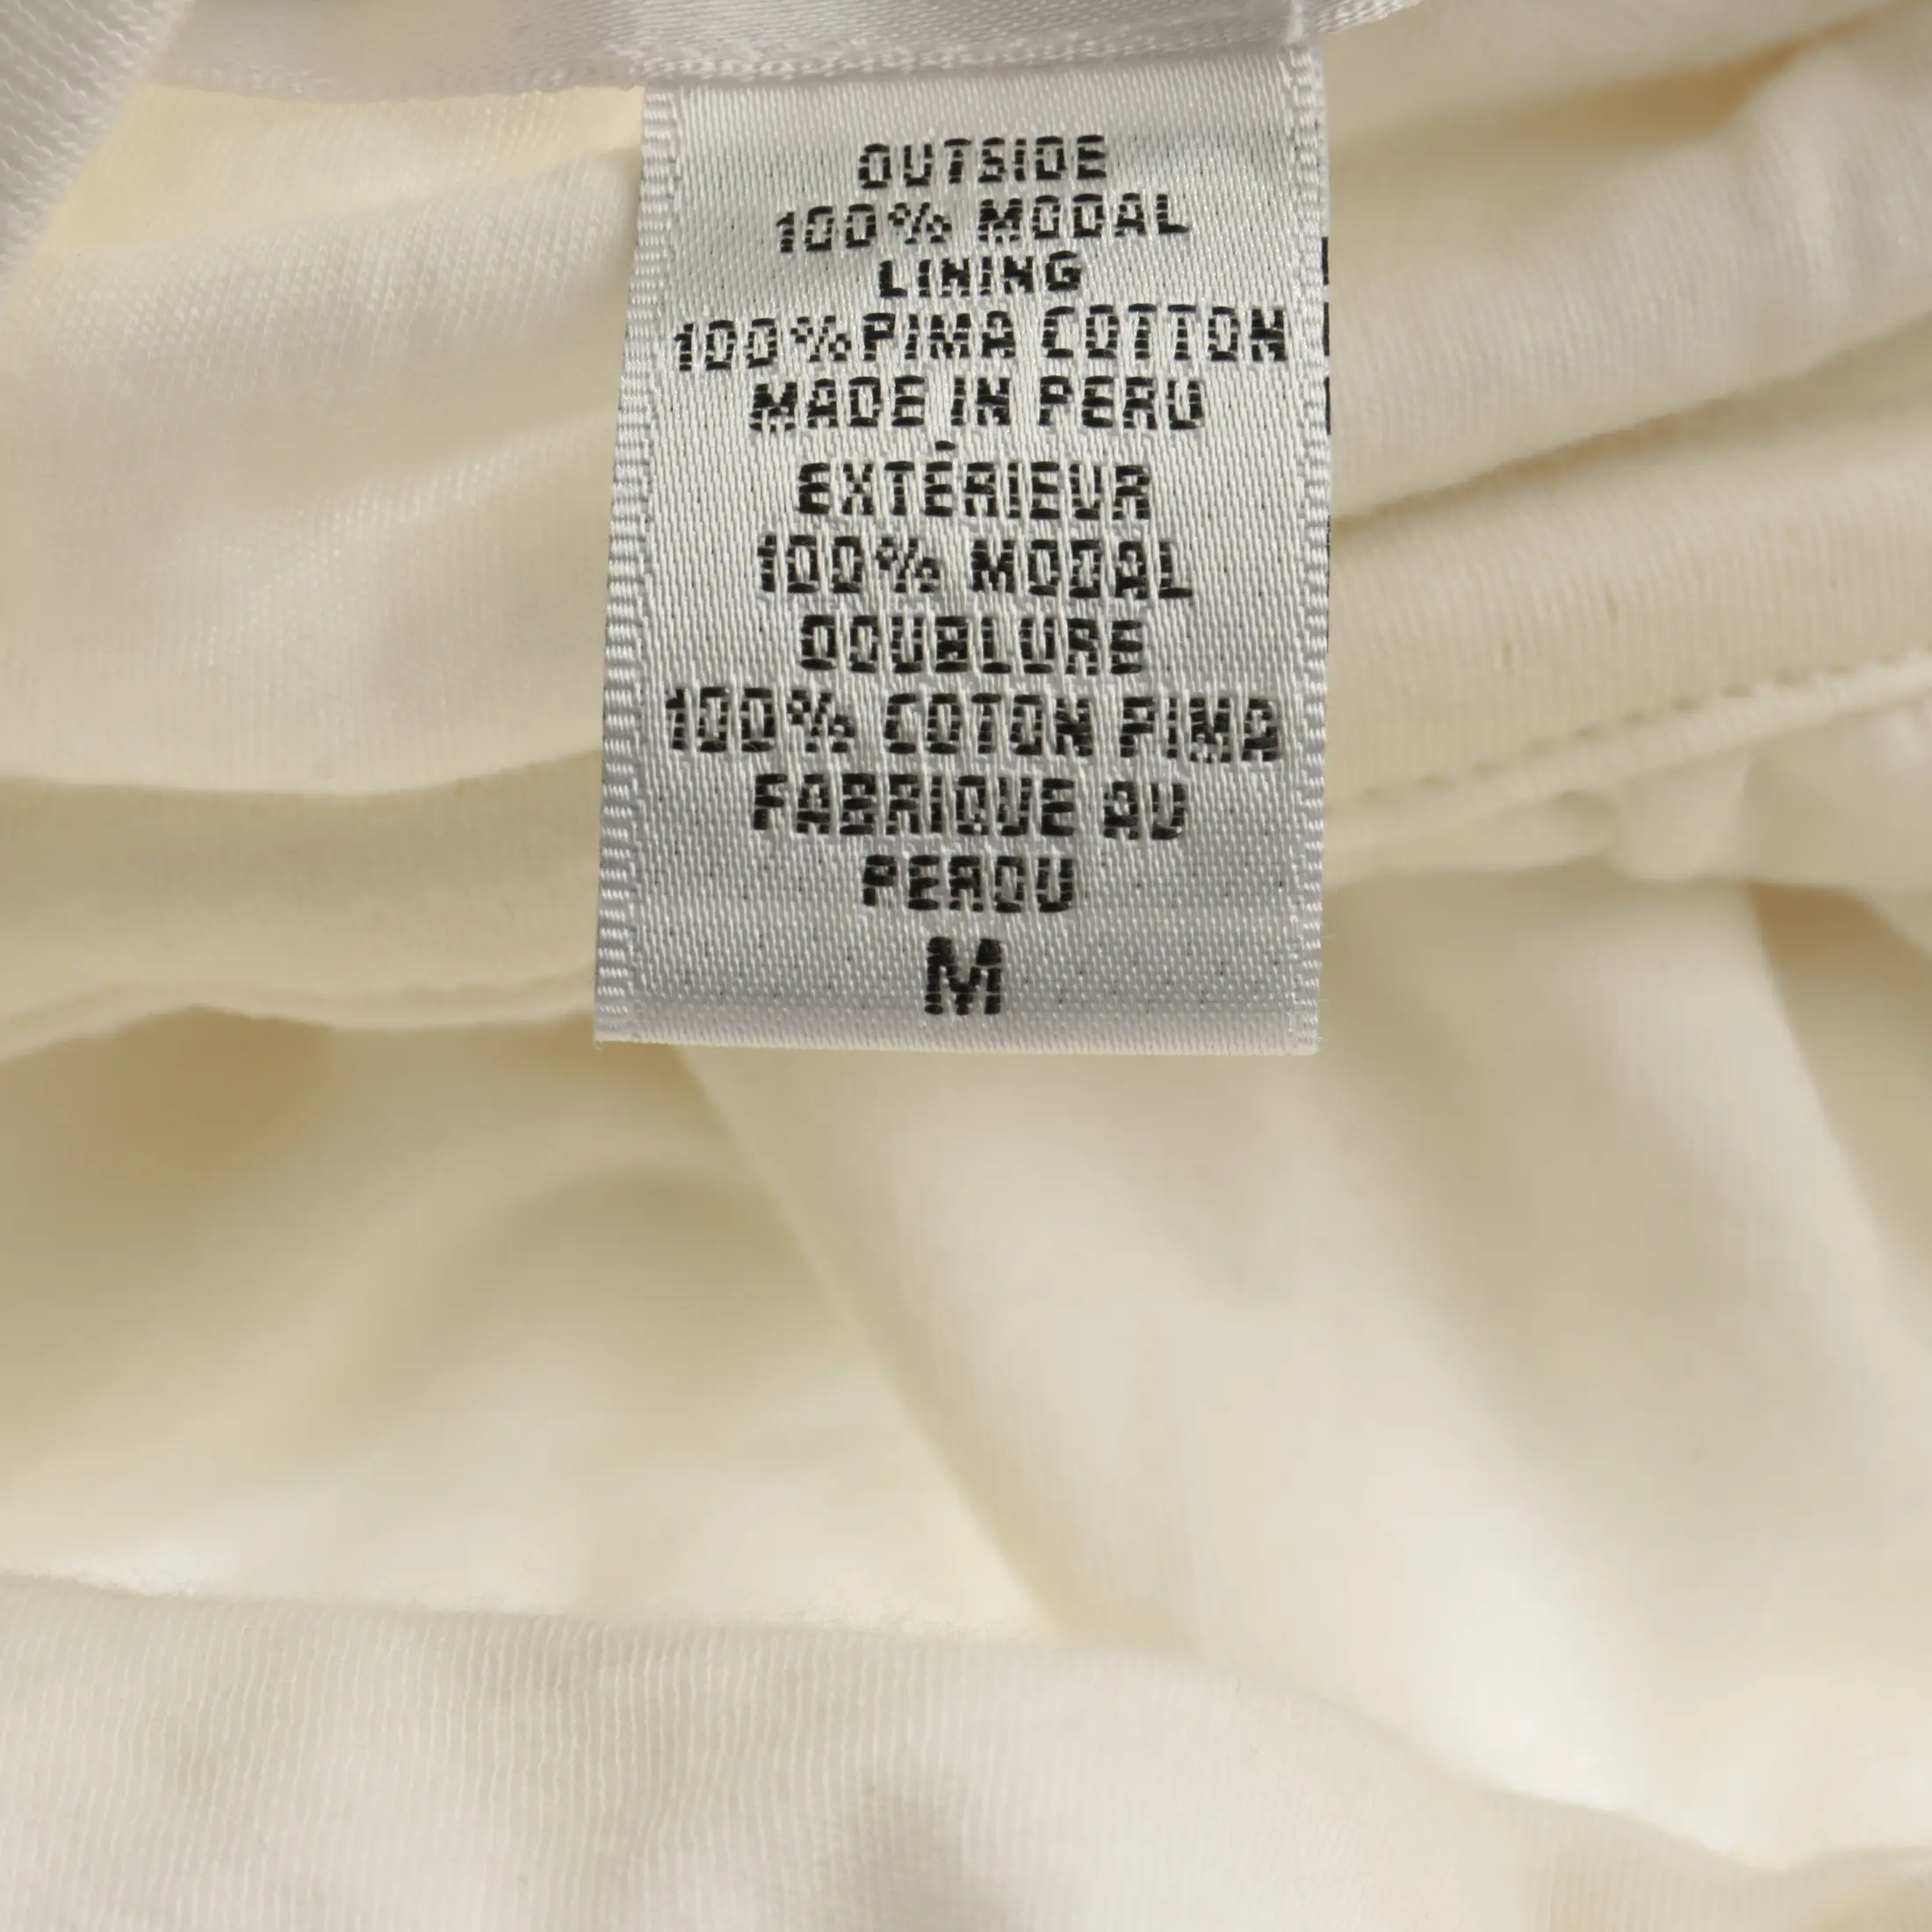 OUTSIDE
100% MODAL
LINING
100%PIMA COTTON
MADE IN PERU
EXTÉRIEUR
100% MODAL
DOUBLURE
100% COTON PIMA
FABRIQUE AU
PEROU
M